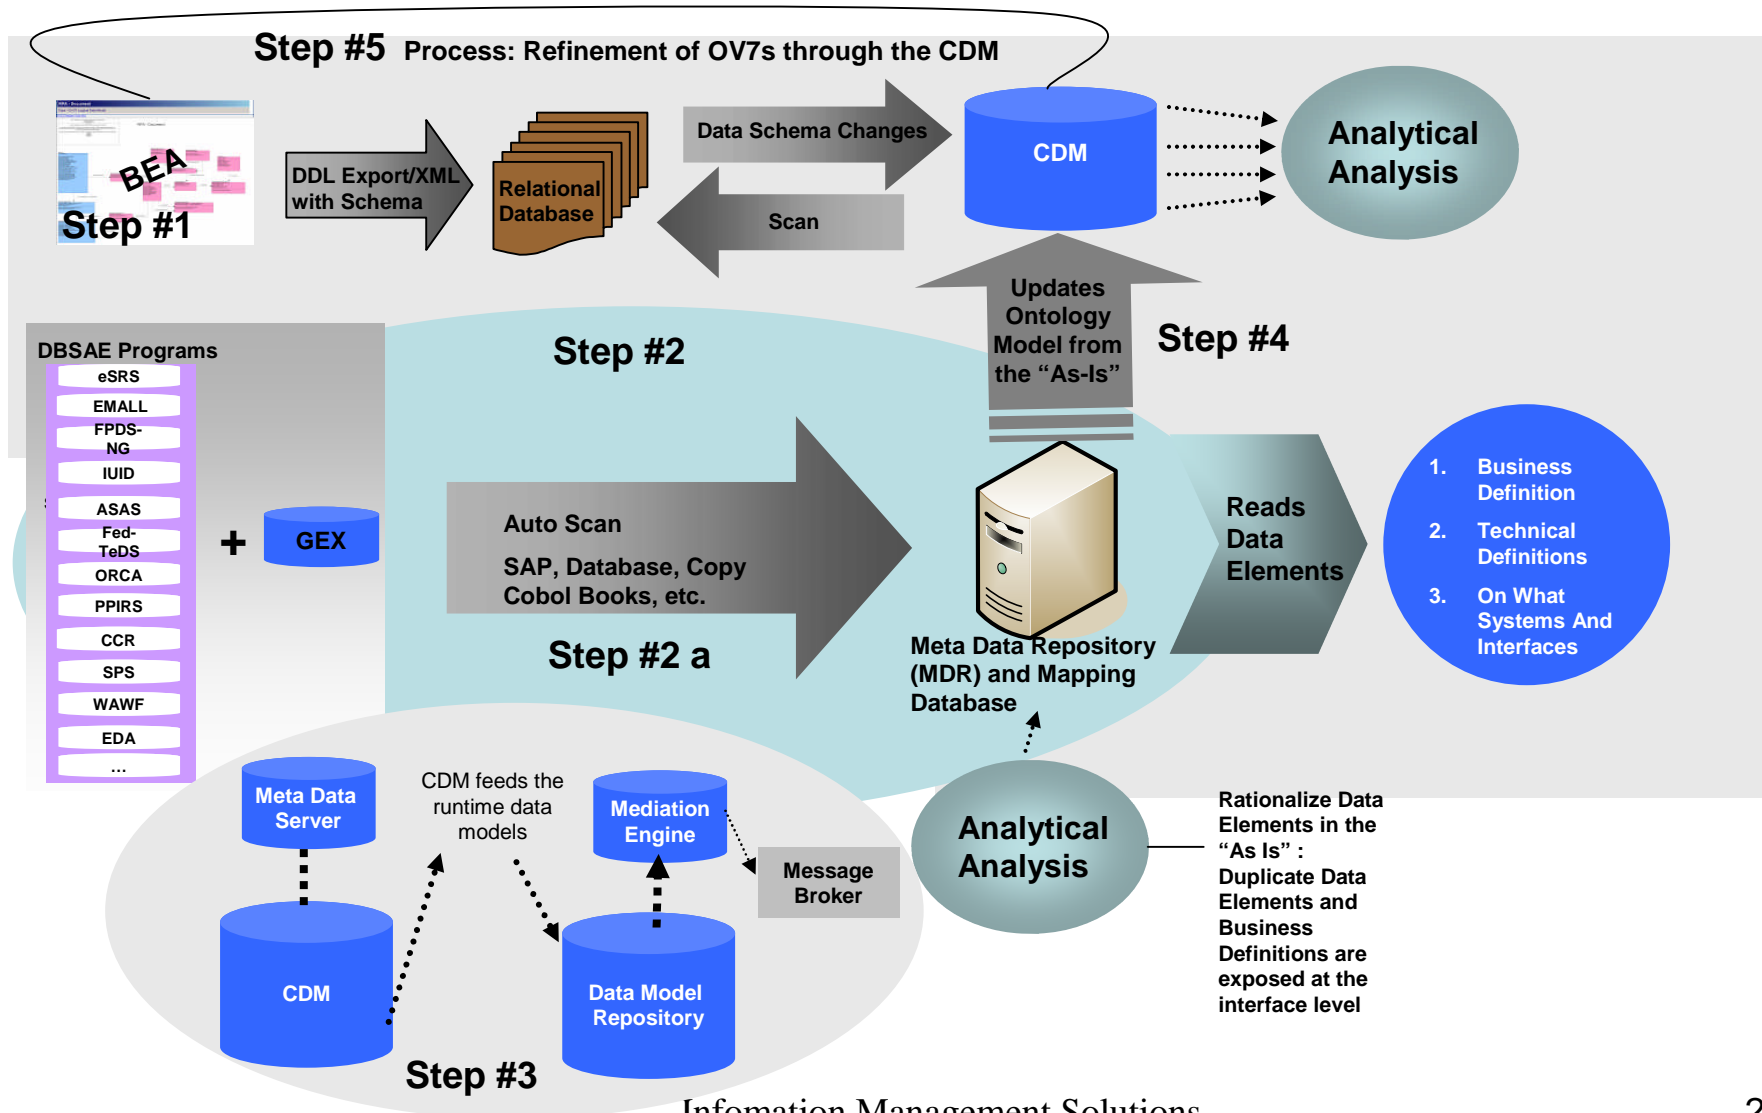 Step #5 Process: Refinement of OV7s through the CDM
BEA
Step #1
DDL Export/XML
with Schema
Relational
Database
Data Schema Changes
Scan
CDM
Analytical
Analysis
Updates
Ontology
Model from
the “As-Is”
Step #4
Step #2
DBSAE Programs
eSRS
EMALL
FPDS-
NG
IUID
ASAS
Fed-
TeDS
ORCA
PPIRS
CCR
SPS
WAWF
EDA
...
+
GEX
Auto Scan
SAP, Database, Copy
Cobol Books, etc.
Step #2 a
Meta Data Repository
(MDR) and Mapping
Database
Reads
Data
Elements
1. Business
Definition
2. Technical
Definitions
3. On What
Systems And
Interfaces
Meta Data
Server
CDM feeds the
runtime data
models
Mediation
Engine
Message
Broker
CDM
Data Model
Repository
Step #3
Analytical
Analysis
Rationalize Data
Elements in the
“As Is” :
Duplicate Data
Elements and
Business
Definitions are
exposed at the
interface level
Infomation Management Solutions
2